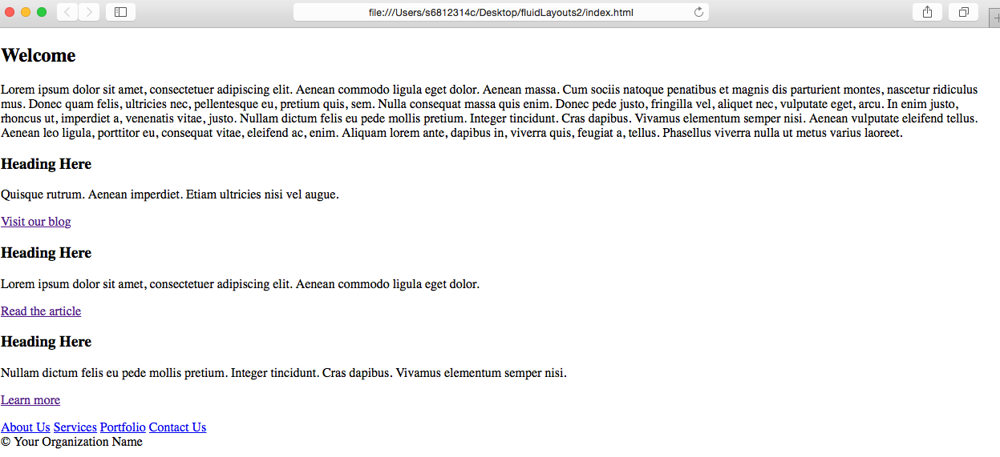 file:///Users/s6812314c/Desktop/fluidLayouts2/index.html
Welcome
Lorem ipsum dolor sit amet, consectetuer adipiscing elit. Aenean commodo ligula eget dolor. Aenean massa. Cum sociis natoque penatibus et magnis dis parturient montes, nascetur ridiculus
mus. Donec quam felis, ultricies nec, pellentesque eu, pretium quis, sem. Nulla consequat massa quis enim. Donec pede justo, fringilla vel, aliquet nec, vulputate eget, arcu. In enim justo,
rhoncus ut, imperdiet a, venenatis vitae, justo. Nullam dictum felis eu pede mollis pretium. Integer tincidunt. Cras dapibus. Vivamus elementum semper nisi. Aenean vulputate eleifend tellus.
Aenean leo ligula, porttitor eu, consequat vitae, eleifend ac, enim. Aliquam lorem ante, dapibus in, viverra quis, feugiat a, tellus. Phasellus viverra nulla ut metus varius laoreet.
Heading Here
Quisque rutrum. Aenean imperdiet. Etiam ultricies nisi vel augue.
Visit our blog
Heading Here
Lorem ipsum dolor sit amet, consectetuer adipiscing elit. Aenean commodo ligula eget dolor.
Read the article
Heading Here
Nullam dictum felis eu pede mollis pretium. Integer tincidunt. Cras dapibus. Vivamus elementum semper nisi.
Learn more
About Us Services Portfolio Contact Us
© Your Organization Name